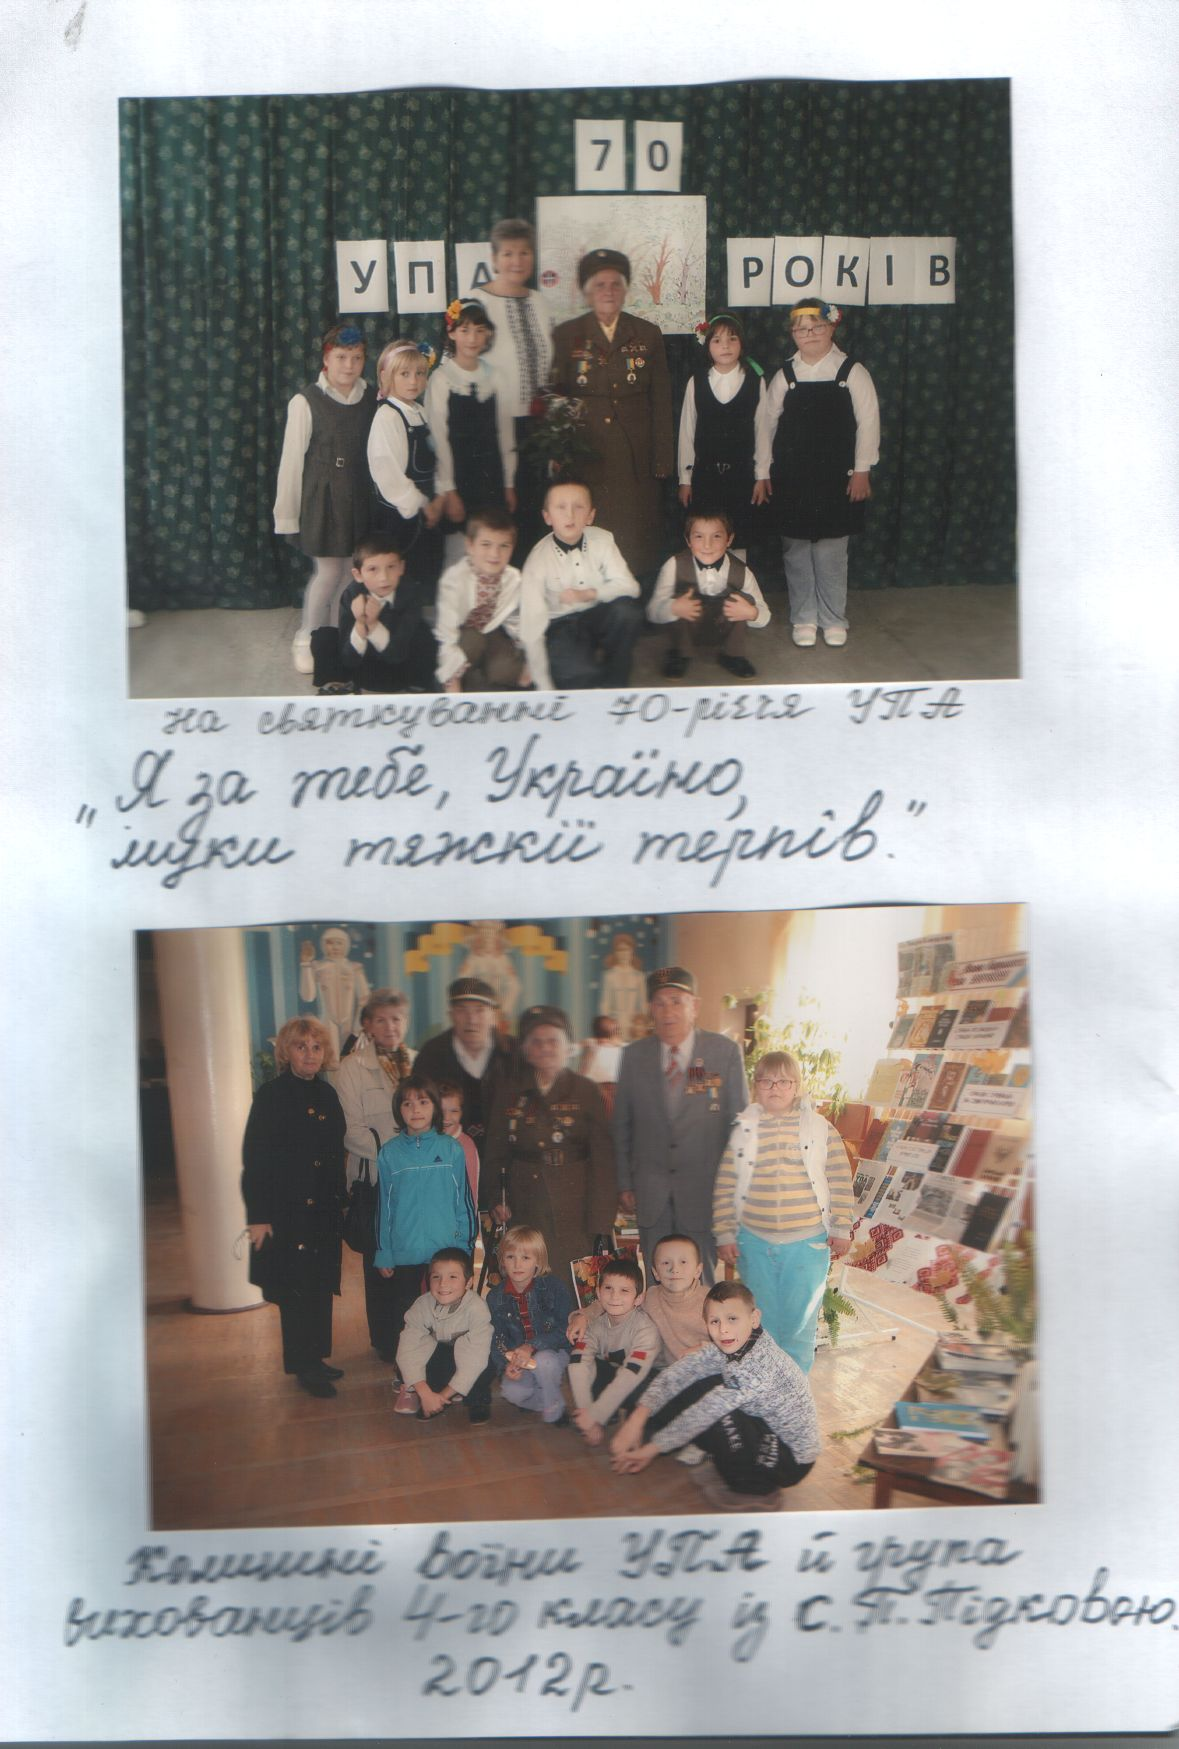 70
УПА РОКІВ
На святкуванні 70-річчя УПА
"Я за тебе, Україно,
муки тяжкії терпів."
Колишні воїни УПА й група
вихованців 4-го класу із С.П.Підковою.
2012р.